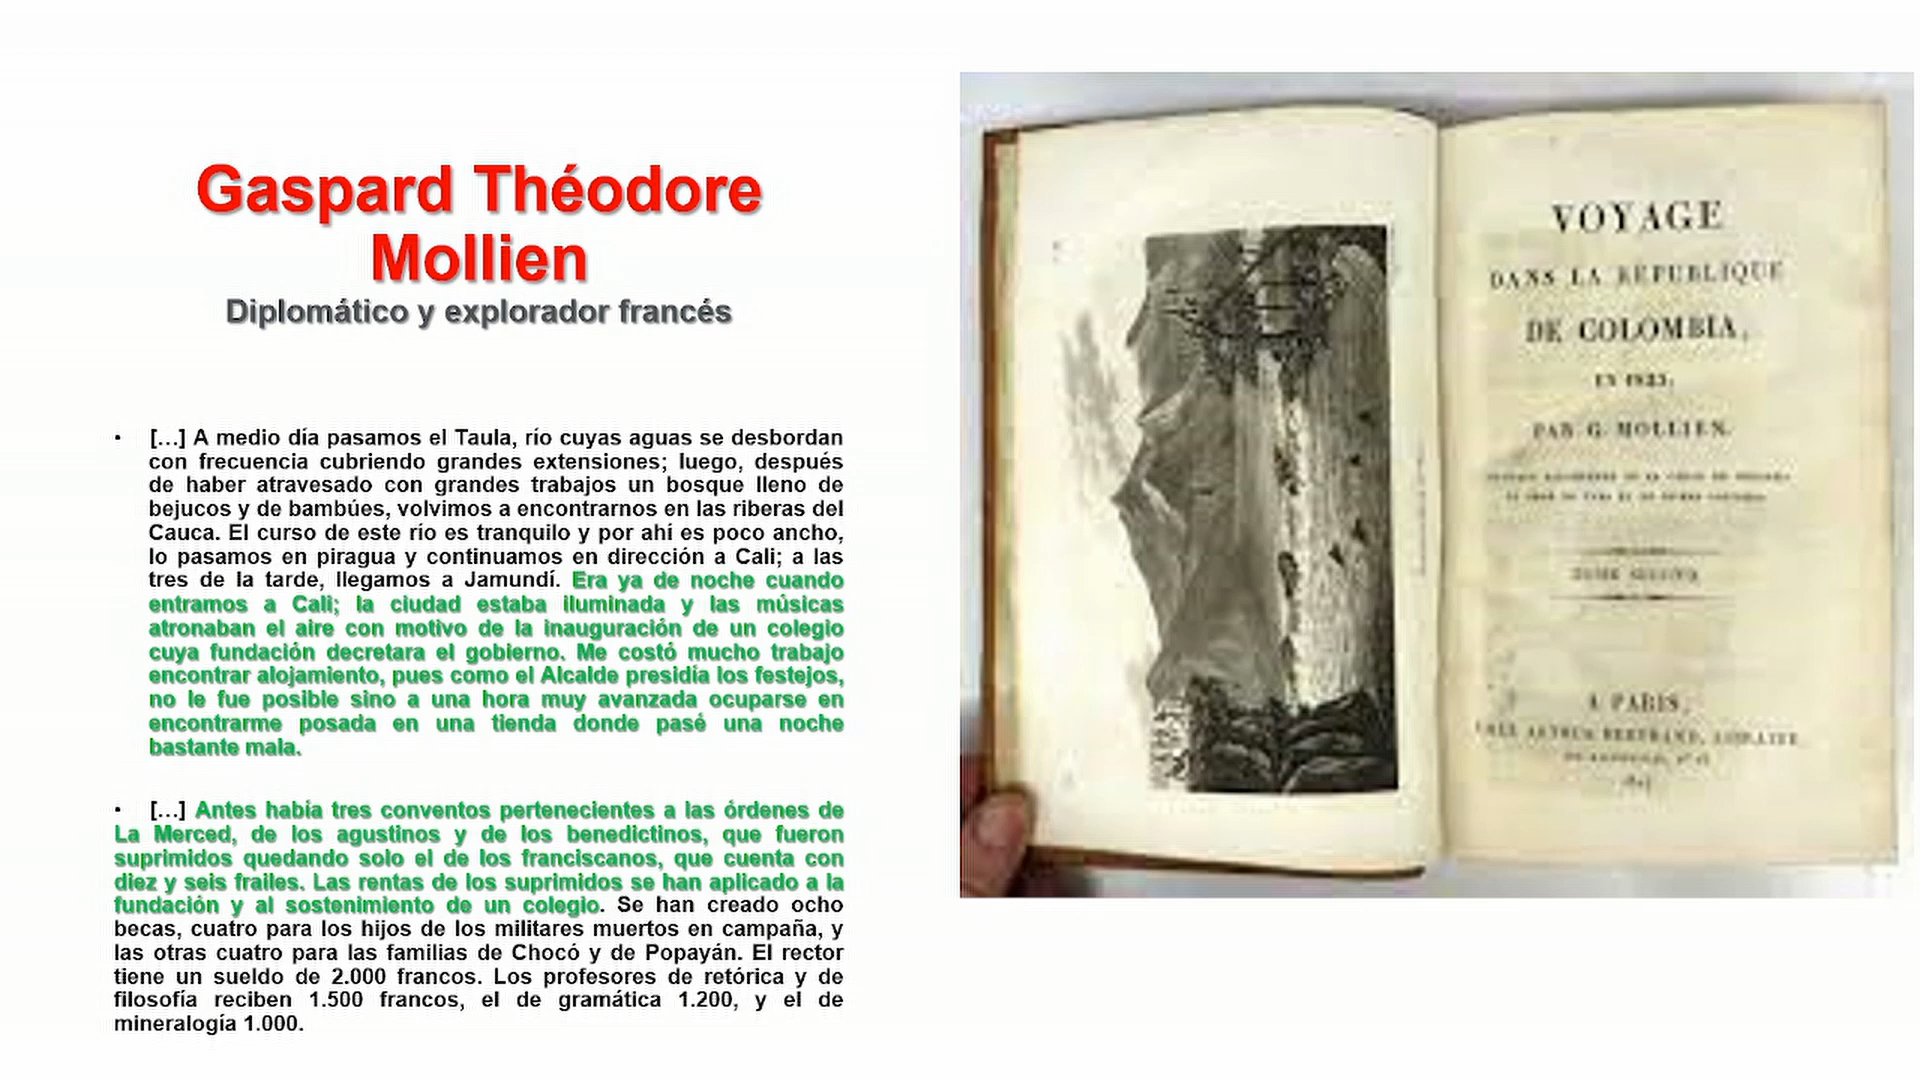 Gaspard Théodore
Mollien
Diplomático y explorador francés
• [...] A medio día pasamos el Taula, río cuyas aguas se desbordan
con frecuencia cubriendo grandes extensiones; luego, después
de haber atravesado con grandes trabajos un bosque lleno de
bejucos y de bambúes, volvimos a encontrarnos en las riberas del
Cauca. El curso de este río es tranquilo y por ahí es poco ancho,
lo pasamos en piragua y continuamos en dirección a Cali; a las
tres de la tarde, llegamos a Jamundí. Era ya de noche cuando
entramos a Cali; la ciudad estaba iluminada y las músicas
atronaban el aire con motivo de la inauguración de un colegio
cuya fundación decretara el gobierno. Me costó mucho trabajo
encontrar alojamiento, pues como el Alcalde presidía los festejos,
no le fue posible sino a una hora muy avanzada ocuparse en
encontrarme posada en una tienda donde pasé una noche
bastante mala.
• [...] Antes había tres conventos pertenecientes a las órdenes de
La Merced, de los agustinos y de los benedictinos, que fueron
suprimidos quedando solo el de los franciscanos, que cuenta con
diez y seis frailes. Las rentas de los suprimidos se han aplicado a la
fundación y al sostenimiento de un colegio. Se han creado ocho
becas, cuatro para los hijos de los militares muertos en campaña, y
las otras cuatro para las familias de Chocó y de Popayán. El rector
tiene un sueldo de 2.000 francos. Los profesores de retórica y de
filosofía reciben 1.500 francos, el de gramática 1.200, y el de
mineralogía 1.000.
VOYAGE
DANS LA RÉPUBLIQUE
DE COLOMBIA,
EN 1823.
PAR G. MOLLIEN.
A PARIS,
CHEZ ARTHUS BERTRAND, LIBRAIRE